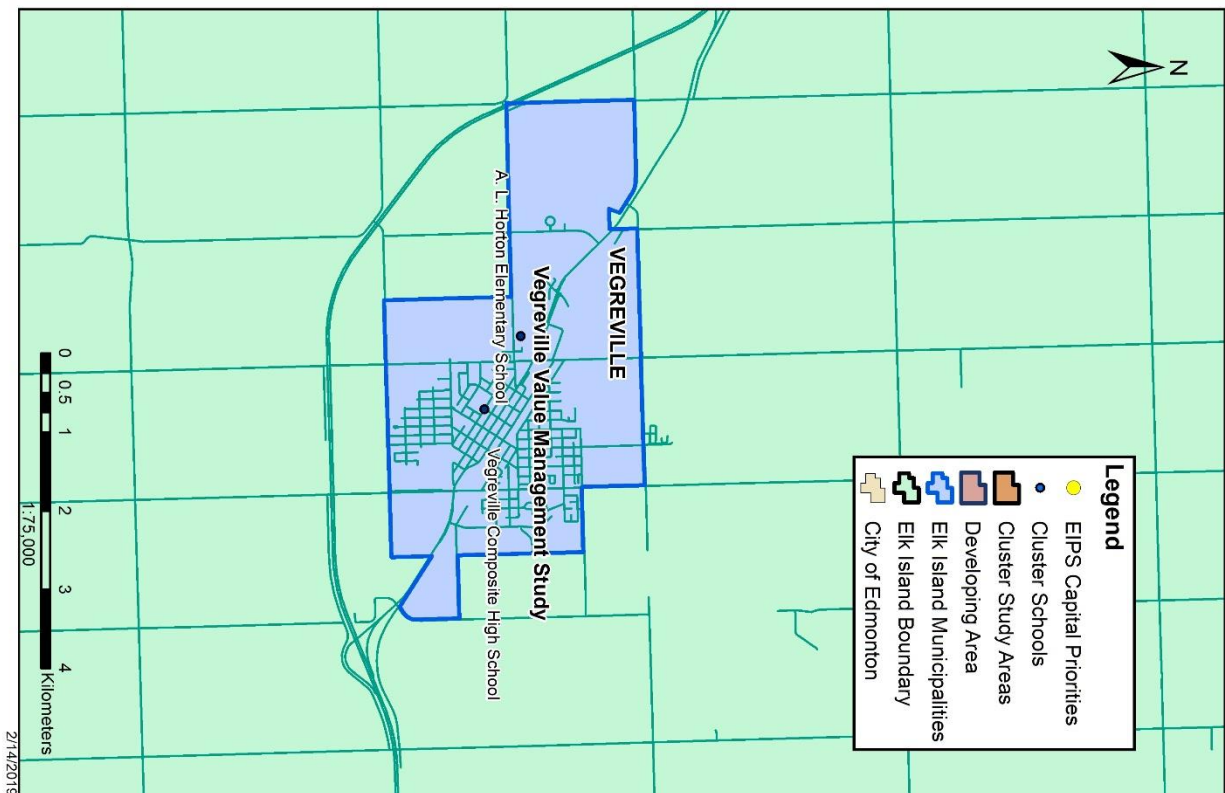 N
Legend
EIPS Capital Priorities
Cluster Schools
Cluster Study Areas
Developing Area
Elk Island Municipalities
Elk Island Boundary
City of Edmonton
VEGREVILLE
Vegreville Value Management Study
A. L. Horton Elementary School
Vegreville Composite High School
0 0.5 1 2 3 4
Kilometers
1:75,000
2/14/2019